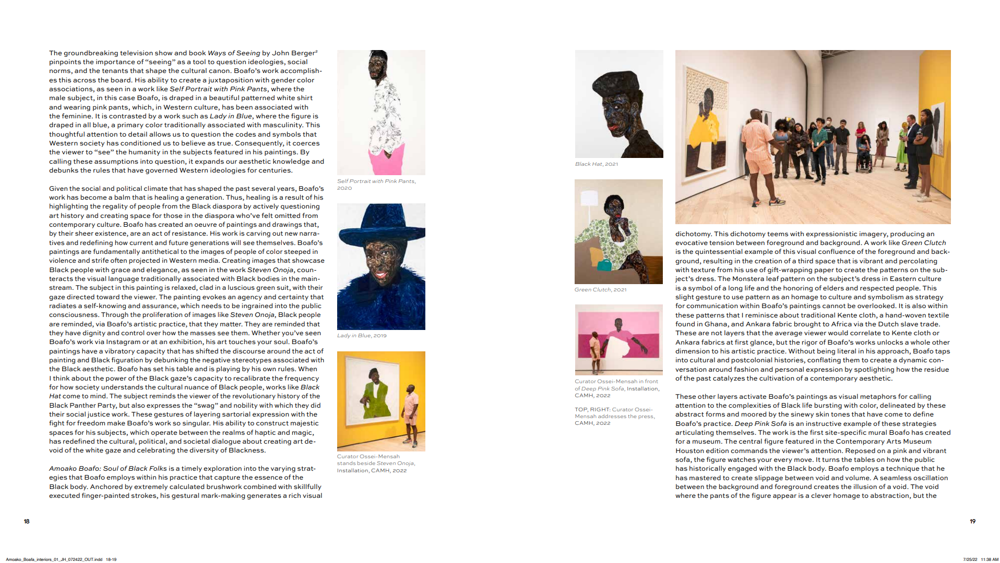 The groundbreaking television show and book Ways of Seeing by John Berger²
pinpoints the importance of “seeing” as a tool to question ideologies, social
norms, and the tenants that shape the cultural canon. Boafo’s work accomplish-
es this across the board. His ability to create a juxtaposition with gender color
associations, as seen in a work like Self Portrait with Pink Pants, where the
male subject, in this case Boafo, is draped in a beautiful patterned white shirt
and wearing pink pants, which, in Western culture, has been associated with
the feminine. It is contrasted by a work such as Lady in Blue, where the figure is
draped in all blue, a primary color traditionally associated with masculinity. This
thoughtful attention to detail allows us to question the codes and symbols that
Western society has conditioned us to believe as true. Consequently, it coerces
the viewer to “see” the humanity in the subjects featured in his paintings. By
calling these assumptions into question, it expands our aesthetic knowledge and
debunks the rules that have governed Western ideologies for centuries.
Given the social and political climate that has shaped the past several years, Boafo’s
work has become a balm that is healing a generation. Thus, healing is a result of his
highlighting the regality of people from the Black diaspora by actively questioning
art history and creating space for those in the diaspora who’ve felt omitted from
contemporary culture. Boafo has created an oeuvre of paintings and drawings that,
by their sheer existence, are an act of resistance. His work is carving out new narra-
tives and redefining how current and future generations will see themselves. Boafo’s
paintings are fundamentally antithetical to the images of people of color steeped in
violence and strife often projected in Western media. Creating images that showcase
Black people with grace and elegance, as seen in the work Steven Onoja, coun-
teracts the visual language traditionally associated with Black bodies in the main-
stream. The subject in this painting is relaxed, clad in a luscious green suit, with their
gaze directed toward the viewer. The painting evokes an agency and certainty that
radiates a self-knowing and assurance, which needs to be ingrained into the public
consciousness. Through the proliferation of images like Steven Onoja, Black people
are reminded, via Boafo’s artistic practice, that they matter. They are reminded that
they have dignity and control over how the masses see them. Whether you’ve seen
Boafo’s work via Instagram or at an exhibition, his art touches your soul. Boafo’s
paintings have a vibratory capacity that has shifted the discourse around the act of
painting and Black figuration by debunking the negative stereotypes associated with
the Black aesthetic. Boafo has set his table and is playing by his own rules. When
I think about the power of the Black gaze’s capacity to recalibrate the frequency
for how society understands the cultural nuance of Black people, works like Black
Hat come to mind. The subject reminds the viewer of the revolutionary history of the
Black Panther Party, but also expresses the “swag” and nobility with which they did
their social justice work. These gestures of layering sartorial expression with the
fight for freedom make Boafo’s work so singular. His ability to construct majestic
spaces for his subjects, which operate between the realms of haptic and magic,
has redefined the cultural, political, and societal dialogue about creating art de-
void of the white gaze and celebrating the diversity of Blackness.
Amoako Boafo: Soul of Black Folks is a timely exploration into the varying strat-
egies that Boafo employs within his practice that capture the essence of the
Black body. Anchored by extremely calculated brushwork combined with skillfully
executed finger-painted strokes, his gestural mark-making generates a rich visual
Self Portrait with Pink Pants,
2020
Lady in Blue, 2019
Curator Ossei-Mensah
stands beside Steven Onoja,
Installation, CAMH, 2022
18
Black Hat, 2021
Green Clutch, 2021
Curator Ossei-Mensah in front
of Deep Pink Sofa, Installation,
CAMH, 2022
TOP, RIGHT: Curator Ossei-
Mensah addresses the press,
CAMH, 2022
dichotomy. This dichotomy teems with expressionistic imagery, producing an
evocative tension between foreground and background. A work like Green Clutch
is the quintessential example of this visual confluence of the foreground and back-
ground, resulting in the creation of a third space that is vibrant and percolating
with texture from his use of gift-wrapping paper to create the patterns on the sub-
ject’s dress. The Monstera leaf pattern on the subject’s dress in Eastern culture
is a symbol of a long life and the honoring of elders and respected people. This
slight gesture to use pattern as an homage to culture and symbolism as strategy
for communication within Boafo’s paintings cannot be overlooked. It is also within
these patterns that I reminisce about traditional Kente cloth, a hand-woven textile
found in Ghana, and Ankara fabric brought to Africa via the Dutch slave trade.
These are not layers that the average viewer would correlate to Kente cloth or
Ankara fabrics at first glance, but the rigor of Boafo’s works unlocks a whole other
dimension to his artistic practice. Without being literal in his approach, Boafo taps
into cultural and postcolonial histories, conflating them to create a dynamic con-
versation around fashion and personal expression by spotlighting how the residue
of the past catalyzes the cultivation of a contemporary aesthetic.
These other layers activate Boafo’s paintings as visual metaphors for calling
attention to the complexities of Black life bursting with color, delineated by these
abstract forms and moored by the sinewy skin tones that have come to define
Boafo’s practice. Deep Pink Sofa is an instructive example of these strategies
articulating themselves. The work is the first site-specific mural Boafo has created
for a museum. The central figure featured in the Contemporary Arts Museum
Houston edition commands the viewer’s attention. Reposed on a pink and vibrant
sofa, the figure watches your every move. It turns the tables on how the public
has historically engaged with the Black body. Boafo employs a technique that he
has mastered to create slippage between void and volume. A seamless oscillation
between the background and foreground creates the illusion of a void. The void
where the pants of the figure appear is a clever homage to abstraction, but the
19
Amoako_Boafa_interiors_01_JH_072422_OUT.indd 18-19
7/25/22 11:38 AM